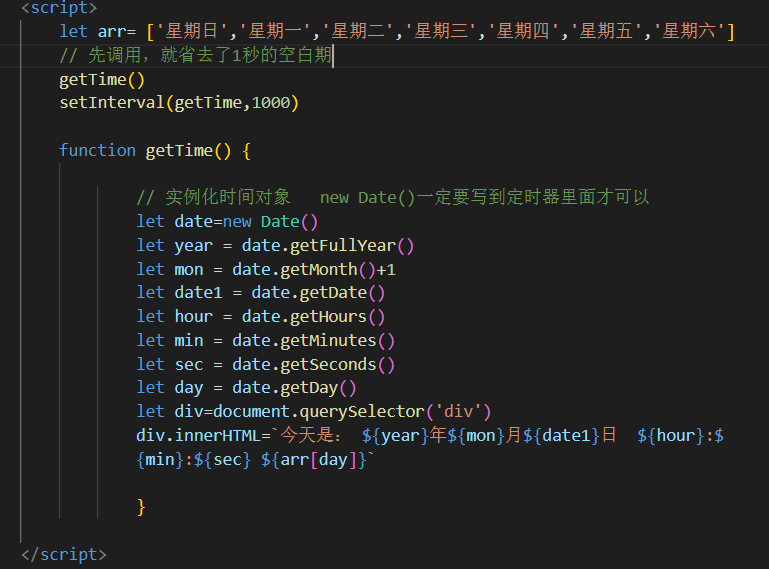 <script>
let arr= ['星期日','星期一','星期二','星期三','星期四','星期五','星期六']
// 先调用，就省去了1秒的空白期
getTime()
setInterval(getTime,1000)
function getTime() {
// 实例化时间对象   new Date()一定要写到定时器里面才可以
let date=new Date()
let year = date.getFullYear()
let mon = date.getMonth()+1
let date1 = date.getDate()
let hour = date.getHours()
let min = date.getMinutes()
let sec = date.getSeconds()
let day = date.getDay()
let div=document.querySelector('div')
div.innerHTML=`今天是： ${year}年${mon}月${date1}日  ${hour}:$
{min}:${sec} ${arr[day]}`
}
</script>